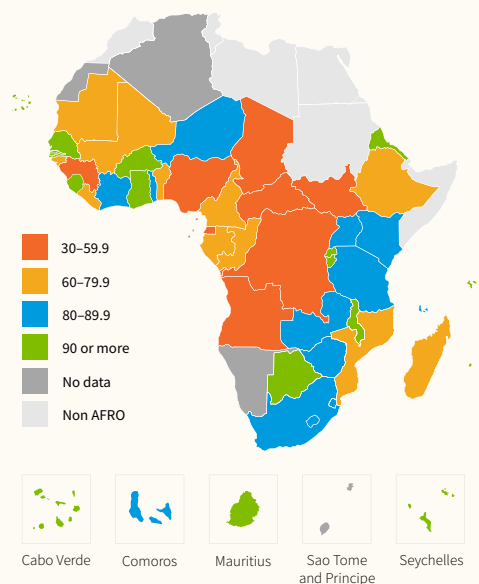 30–59.9
60–79.9
80–89.9
90 or more
No data
Non AFRO
Cabo Verde
Comoros
Mauritius
Sao Tome
and Principe
Seychelles